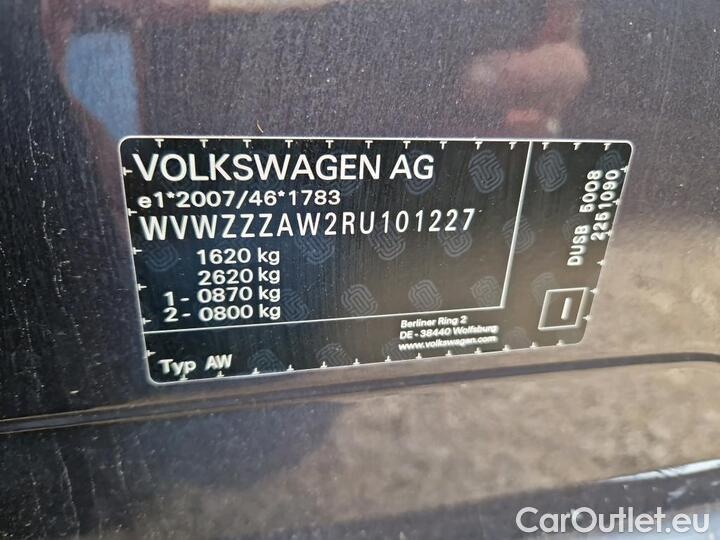 VOLKSWAGEN AG
e1*2007/46*1783
WVWZZZAW2RU101227
1620 kg
2620 kg
1 - 0870 kg
2 - 0800 kg
Typ AW
Berliner Ring 2
DE - 38440 Wolfsburg
www.volkswagen.com
DUSB 5008
2251090
CarOutlet.eu